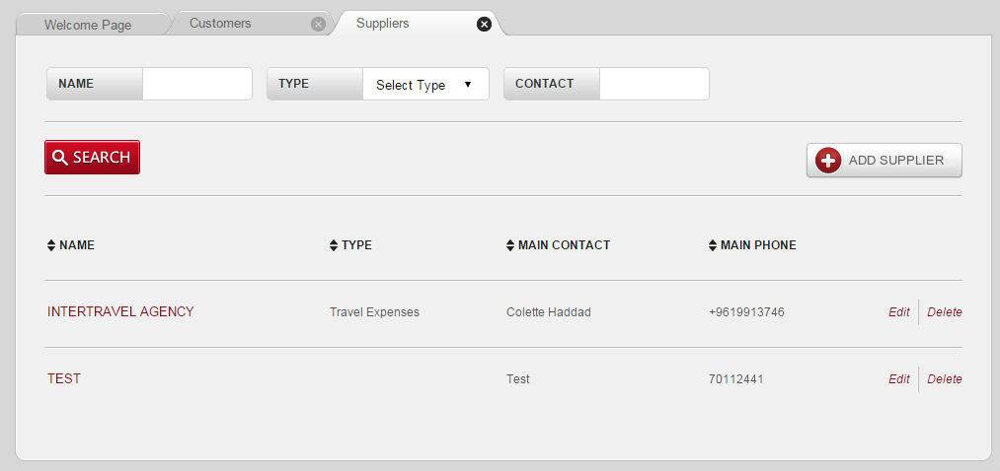 Welcome Page Customers Suppliers
NAME TYPE Select Type CONTACT
SEARCH ADD SUPPLIER
NAME TYPE MAIN CONTACT MAIN PHONE
INTERTRAVEL AGENCY Travel Expenses Colette Haddad +9619913746 Edit Delete
TEST Test 70112441 Edit Delete